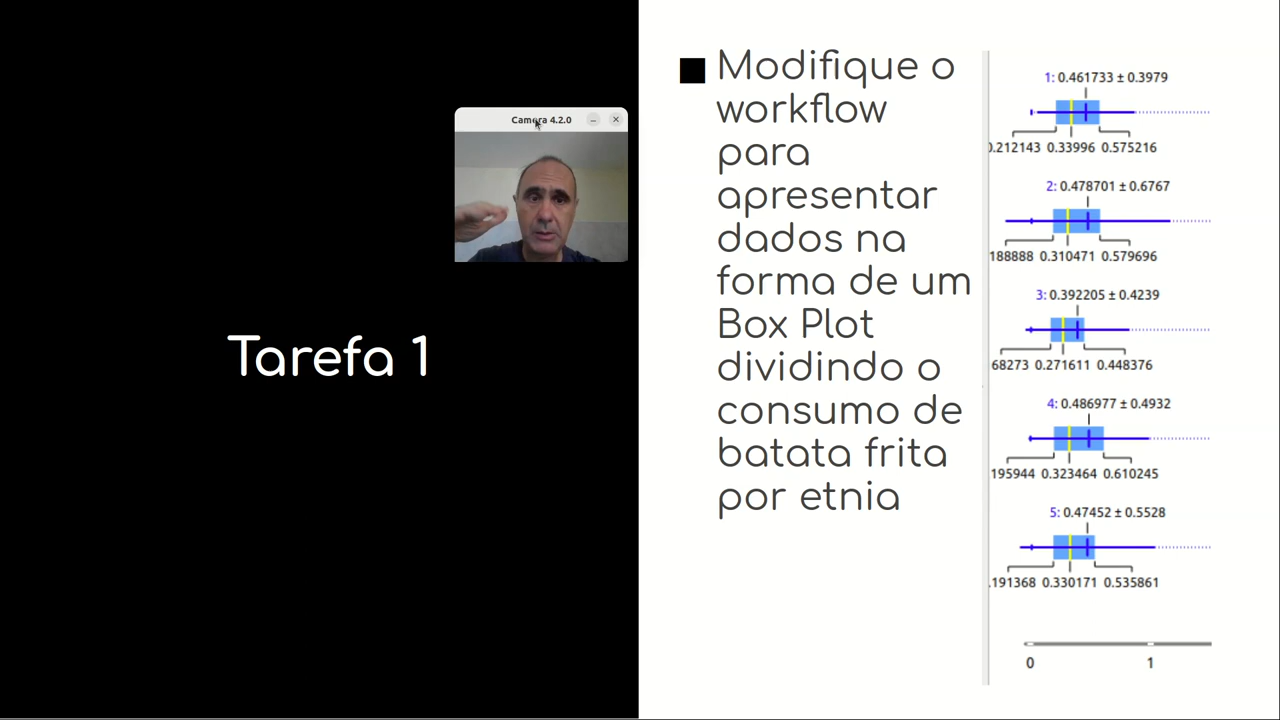 Tarefa 1
Camera 4.2.0
Modifique o
workflow
para
apresentar
dados na
forma de um
Box Plot
dividindo o
consumo de
batata frita
por etnia
1: 0.461733 ± 0.3979
0.212143 0.33996 0.575216
2: 0.478701 ± 0.6767
188888 0.310471 0.579696
3: 0.392205 ± 0.4239
68273 0.271611 0.448376
4: 0.486977 ± 0.4932
195944 0.323464 0.610245
5: 0.47452 ± 0.5528
.191368 0.330171 0.535861
0 1